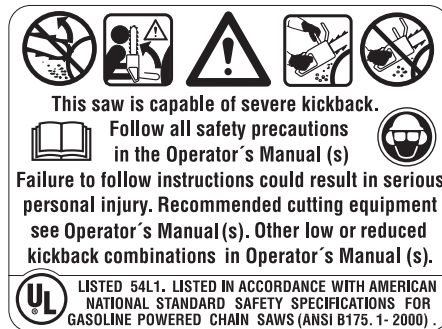 This saw is capable of severe kickback.
Follow all safety precautions
in the Operator´s Manual (s)
Failure to follow instructions could result in serious
personal injury. Recommended cutting equipment
see Operator´s Manual (s). Other low or reduced
kickback combinations in Operator´s Manual (s).
UL
®
LISTED 54L1. LISTED IN ACCORDANCE WITH AMERICAN
NATIONAL STANDARD SAFETY SPECIFICATIONS FOR
GASOLINE POWERED CHAIN SAWS (ANSI B175. 1- 2000) .